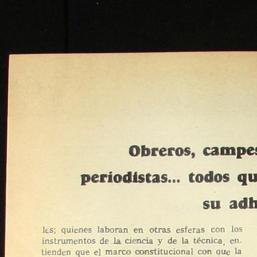 Obreros, campes
periodistas... todos qu
su adh
les; quienes laboran en otras esferas con los
instrumentos de la ciencia y de la técnica, en.
tienden que el marco constitucional con que la